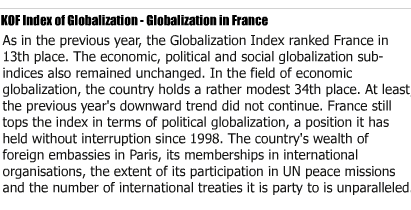 KOF Index of Globalization - Globalization in France
As in the previous year, the Globalization Index ranked France in
13th place. The economic, political and social globalization sub-
indices also remained unchanged. In the field of economic
globalization, the country holds a rather modest 34th place. At least
the previous year's downward trend did not continue. France still
tops the index in terms of political globalization, a position it has
held without interruption since 1998. The country's wealth of
foreign embassies in Paris, its memberships in international
organisations, the extent of its participation in UN peace missions
and the number of international treaties it is party to is unparalleled.